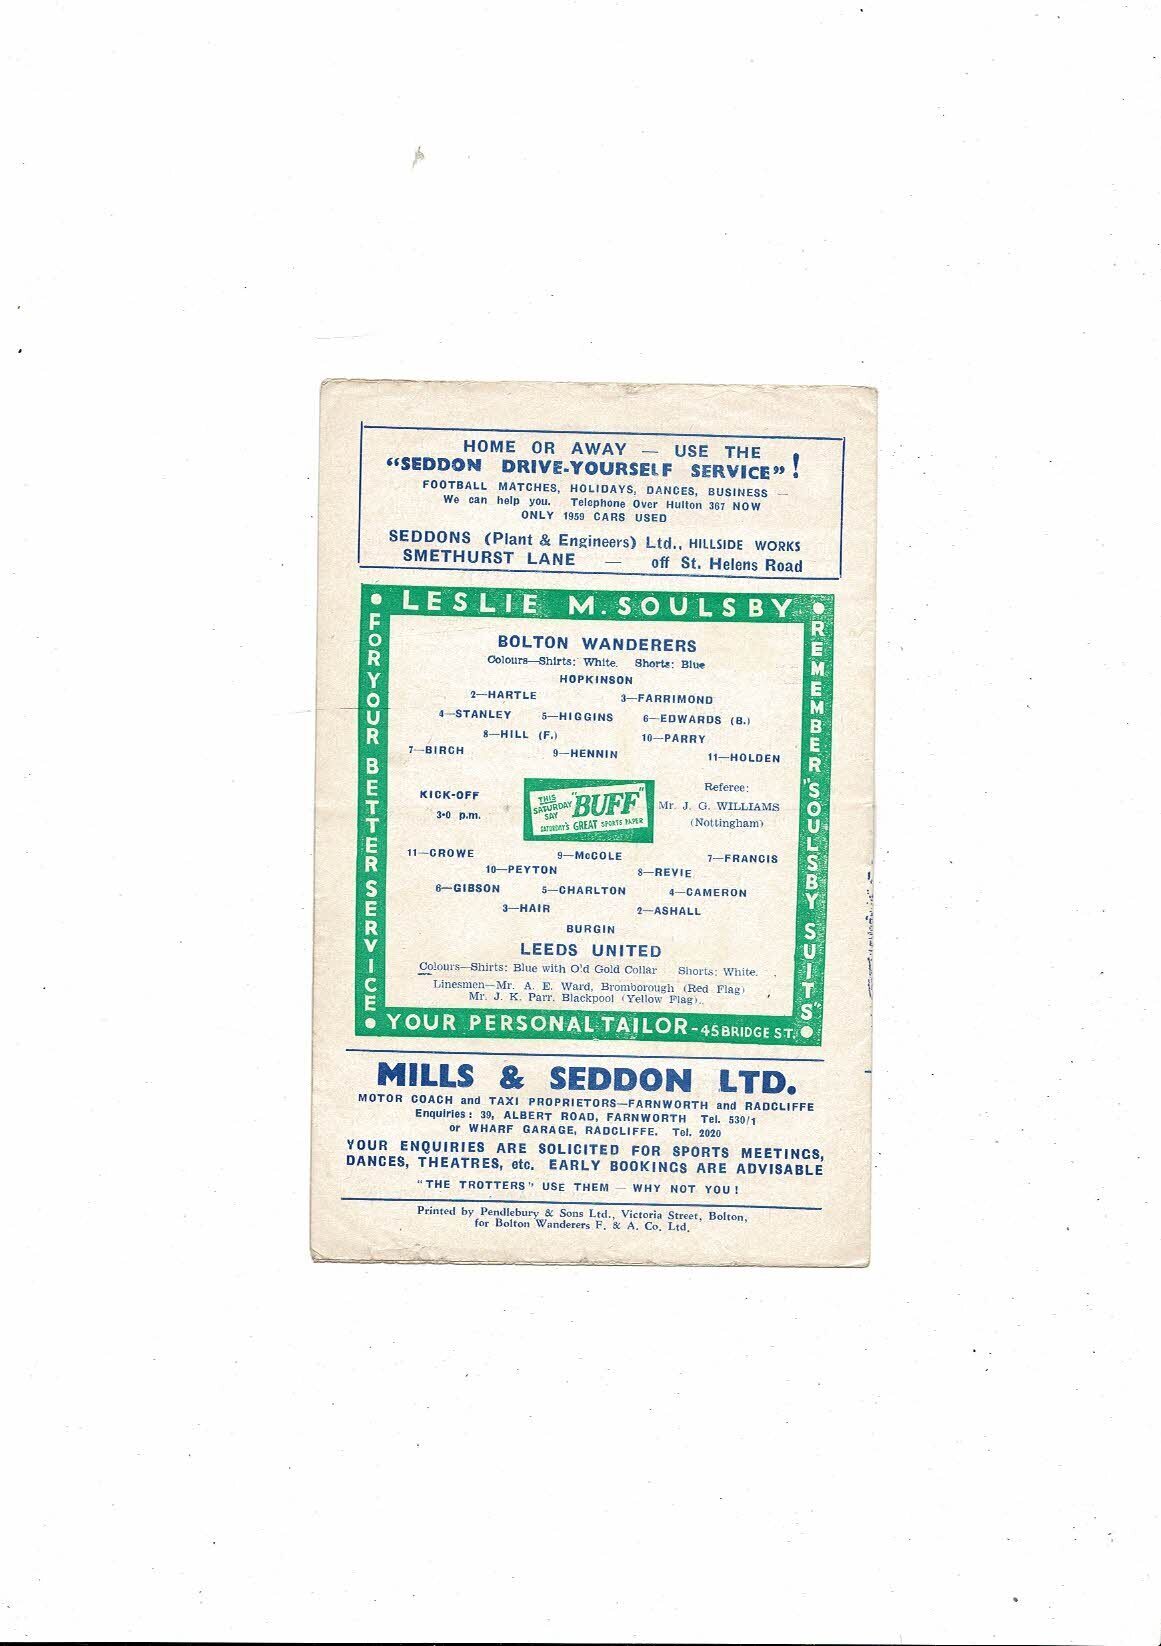 HOME OR AWAY — USE THE
"SEDDON DRIVE-YOURSELF SERVICE"!
FOOTBALL MATCHES, HOLIDAYS, DANCES, BUSINESS —
We can help you. Telephone Over Hulton 367 NOW
ONLY 1959 CARS USED
SEDDONS (Plant & Engineers) Ltd., HILLSIDE WORKS
SMETHURST LANE — off St. Helens Road
• LESLIE M. SOULSBY •
FOR YOUR BETTER SERVICE
REMEMBER "SOULSBY SUITS"
BOLTON WANDERERS
Colours—Shirts: White. Shorts: Blue
HOPKINSON
2—HARTLE 3—FARRIMOND
4—STANLEY 5—HIGGINS 6—EDWARDS (B.)
8—HILL (F.) 10—PARRY
7—BIRCH 9—HENNIN 11—HOLDEN
KICK-OFF
3-0 p.m.
THIS SATURDAY SAY "BUFF"
SATURDAY'S GREAT SPORTS PAPER
Referee:
Mr. J. G. WILLIAMS
(Nottingham)
11—CROWE 9—McCOLE 7—FRANCIS
10—PEYTON 8—REVIE
6—GIBSON 5—CHARLTON 4—CAMERON
3—HAIR 2—ASHALL
BURGIN
LEEDS UNITED
Colours—Shirts: Blue with Old Gold Collar Shorts: White.
Linesmen—Mr. A. E. Ward, Bromborough (Red Flag)
Mr. J. K. Parr. Blackpool (Yellow Flag).
• YOUR PERSONAL TAILOR - 45 BRIDGE ST. •
MILLS & SEDDON LTD.
MOTOR COACH and TAXI PROPRIETORS—FARNWORTH and RADCLIFFE
Enquiries: 39, ALBERT ROAD, FARNWORTH Tel. 530/1
or WHARF GARAGE, RADCLIFFE. Tel. 2020
YOUR ENQUIRIES ARE SOLICITED FOR SPORTS MEETINGS,
DANCES, THEATRES, etc. EARLY BOOKINGS ARE ADVISABLE
"THE TROTTERS" USE THEM — WHY NOT YOU!
Printed by Pendlebury & Sons Ltd., Victoria Street, Bolton,
for Bolton Wanderers F. & A. Co. Ltd.